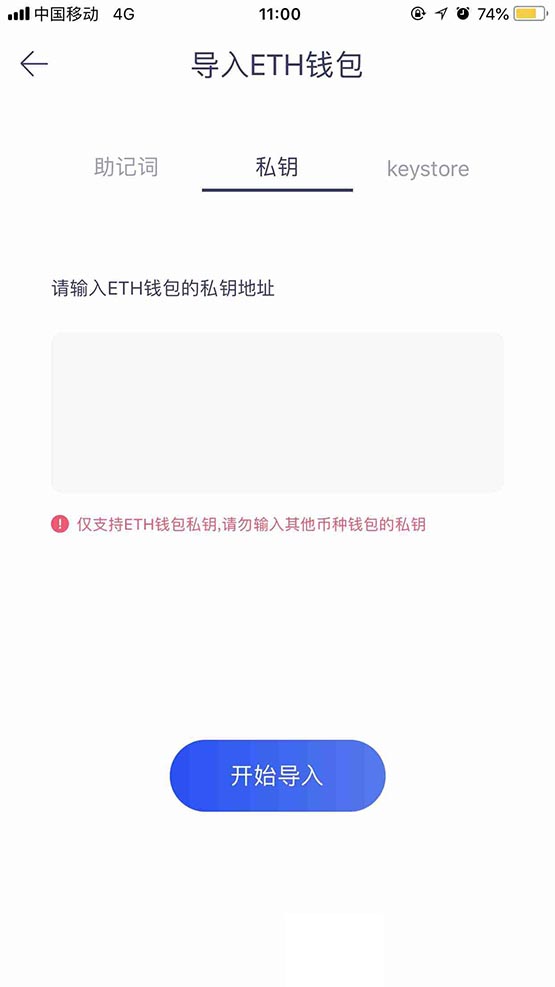 中国移动 4G 11:00 74%
导入ETH钱包
助记词 私钥 keystore
请输入ETH钱包的私钥地址
仅支持ETH钱包私钥,请勿输入其他币种钱包的私钥
开始导入